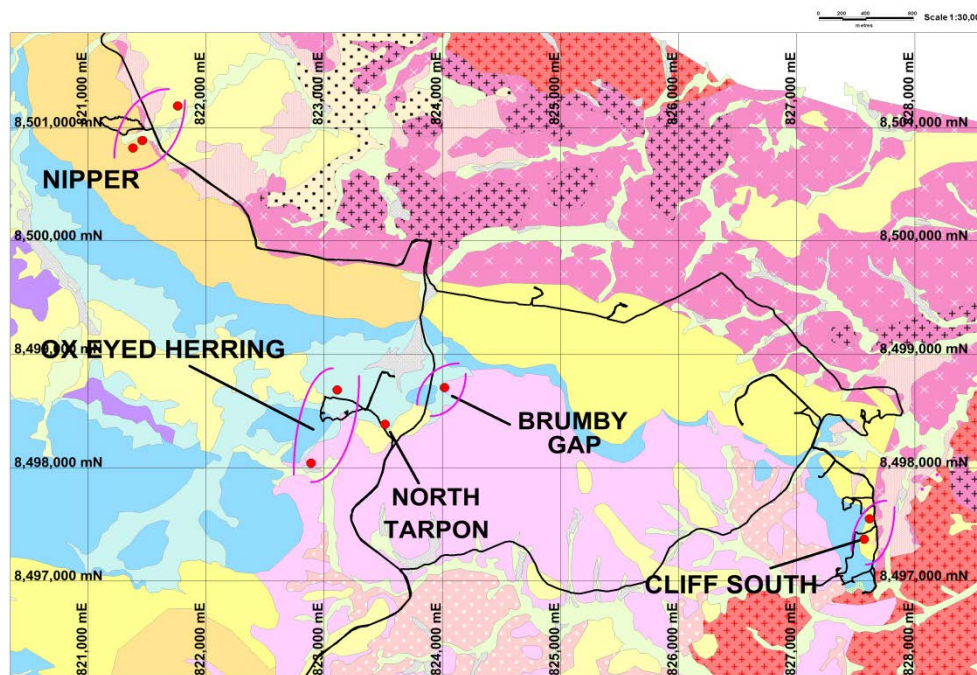 0 200 400 800
metres
Scale 1:30,00
821,000 mE
822,000 mE
823,000 mE
824,000 mE
825,000 mE
826,000 mE
827,000 mE
828,000 mE
8,501,000 mN
8,501,000 mN
NIPPER
8,500,000 mN
8,500,000 mN
8,499,000 mN
8,499,000 mN
OX EYED HERRING
BRUMBY
GAP
8,498,000 mN
8,498,000 mN
NORTH
TARPON
8,497,000 mN
8,497,000 mN
CLIFF SOUTH
821,000 mE
822,000 mE
823,000 mE
824,000 mE
825,000 mE
826,000 mE
827,000 mE
828,000 mE